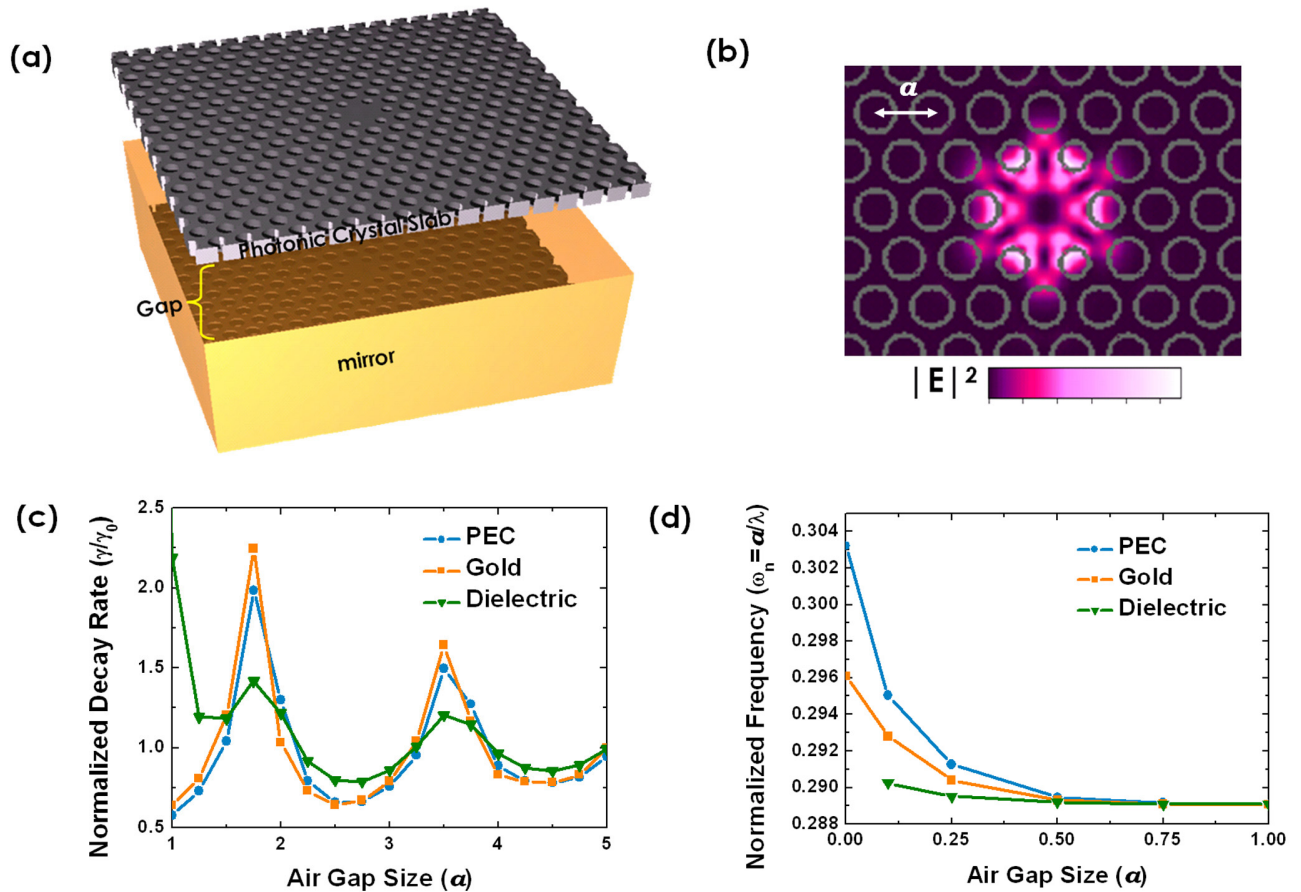 (a)
Photonic Crystal Slab
Gap
mirror
(b)
a
| E | ²
(c)
Normalized Decay Rate (γ/γ₀)
2.5
2.0
1.5
1.0
0.5
PEC
Gold
Dielectric
1 2 3 4 5
Air Gap Size (a)
(d)
Normalized Frequency (ωₙ=a/λ)
0.304
0.302
0.300
0.298
0.296
0.294
0.292
0.290
0.288
PEC
Gold
Dielectric
0.00 0.25 0.50 0.75 1.00
Air Gap Size (a)